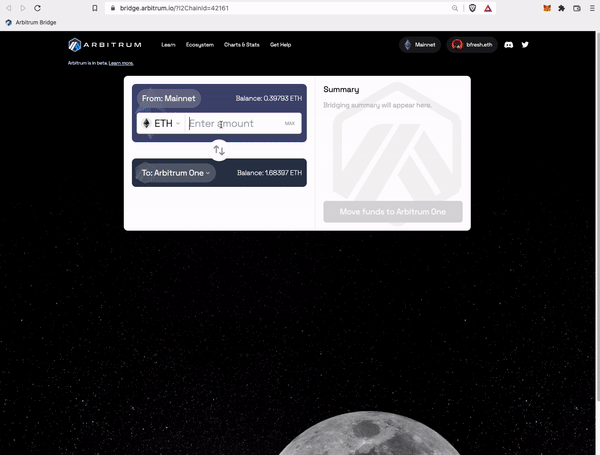 bridge.arbitrum.io/?l2ChainId=42161
Arbitrum Bridge
ARBITRUM
Learn
Ecosystem
Charts & Stats
Get Help
Mainnet
bfresh.eth
Arbitrum is in beta. Learn more.
From: Mainnet
Balance: 0.39793 ETH
ETH
Enter amount
MAX
To: Arbitrum One
Balance: 1.68397 ETH
Summary
Bridging summary will appear here.
Move funds to Arbitrum One